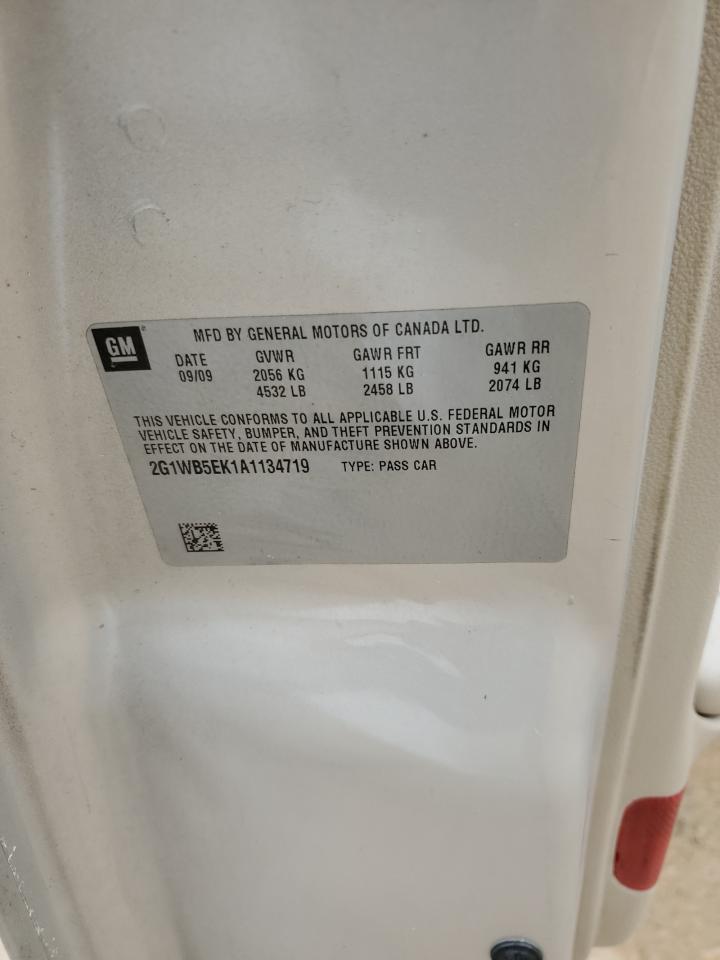 GM
MFD BY GENERAL MOTORS OF CANADA LTD.
DATE GVWR GAWR FRT GAWR RR
09/09 2056 KG 1115 KG 941 KG
4532 LB 2458 LB 2074 LB
THIS VEHICLE CONFORMS TO ALL APPLICABLE U.S. FEDERAL MOTOR
VEHICLE SAFETY, BUMPER, AND THEFT PREVENTION STANDARDS IN
EFFECT ON THE DATE OF MANUFACTURE SHOWN ABOVE.
2G1WB5EK1A1134719 TYPE: PASS CAR